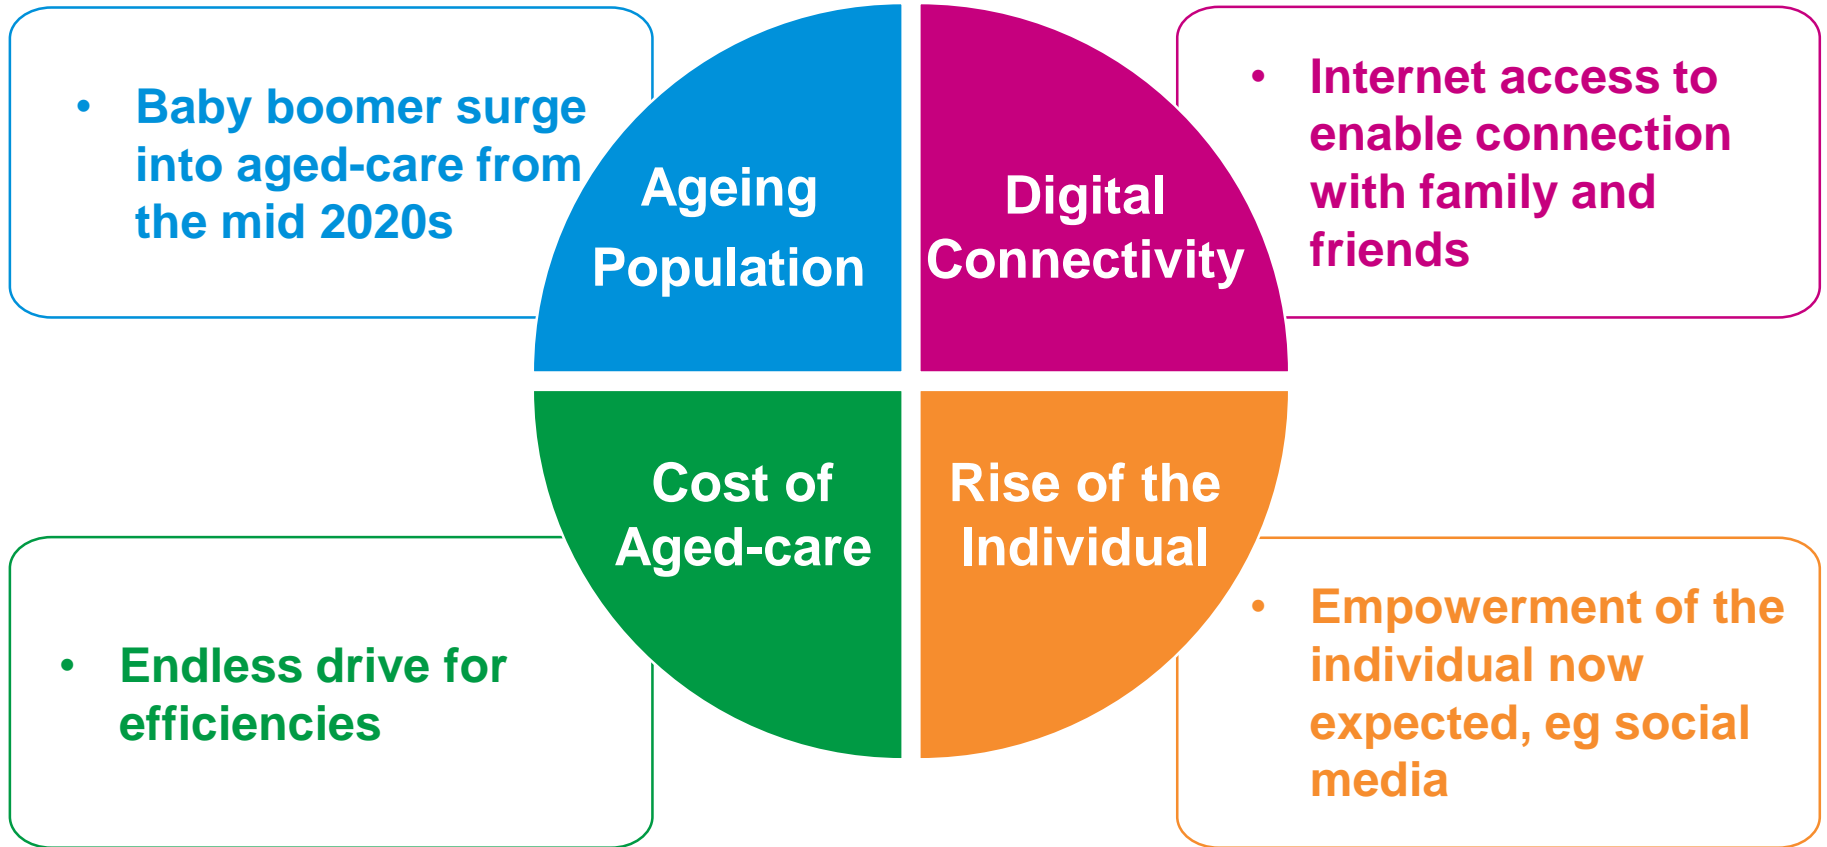 • Baby boomer surge
into aged-care from
the mid 2020s
Ageing
Population
Digital
Connectivity
• Internet access to
enable connection
with family and
friends
• Endless drive for
efficiencies
Cost of
Aged-care
Rise of the
Individual
• Empowerment of the
individual now
expected, eg social
media